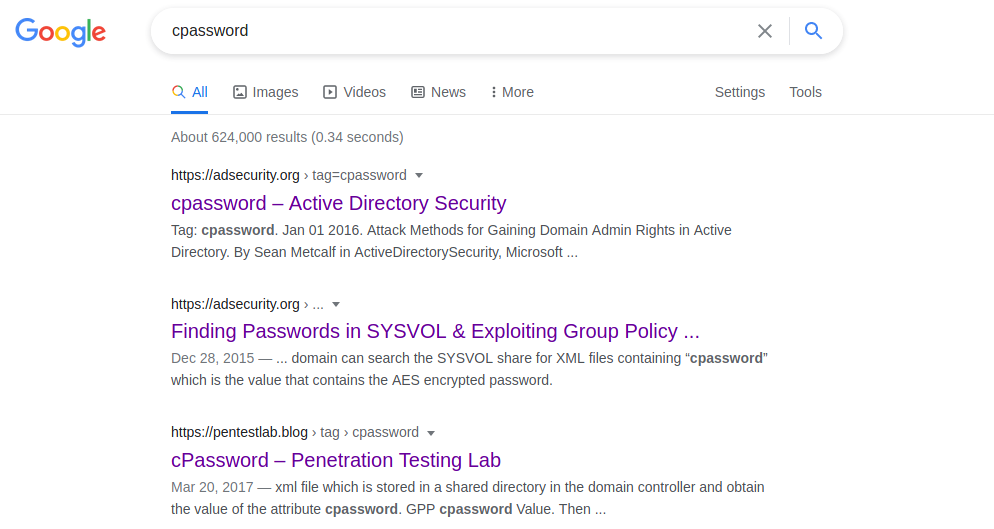 Google
cpassword
All Images Videos News More Settings Tools
About 624,000 results (0.34 seconds)
https://adsecurity.org › tag=cpassword
cpassword – Active Directory Security
Tag: cpassword. Jan 01 2016. Attack Methods for Gaining Domain Admin Rights in Active
Directory. By Sean Metcalf in ActiveDirectorySecurity, Microsoft ...
https://adsecurity.org › ...
Finding Passwords in SYSVOL & Exploiting Group Policy ...
Dec 28, 2015 — ... domain can search the SYSVOL share for XML files containing “cpassword”
which is the value that contains the AES encrypted password.
https://pentestlab.blog › tag › cpassword
cPassword – Penetration Testing Lab
Mar 20, 2017 — xml file which is stored in a shared directory in the domain controller and obtain
the value of the attribute cpassword. GPP cpassword Value. Then ...